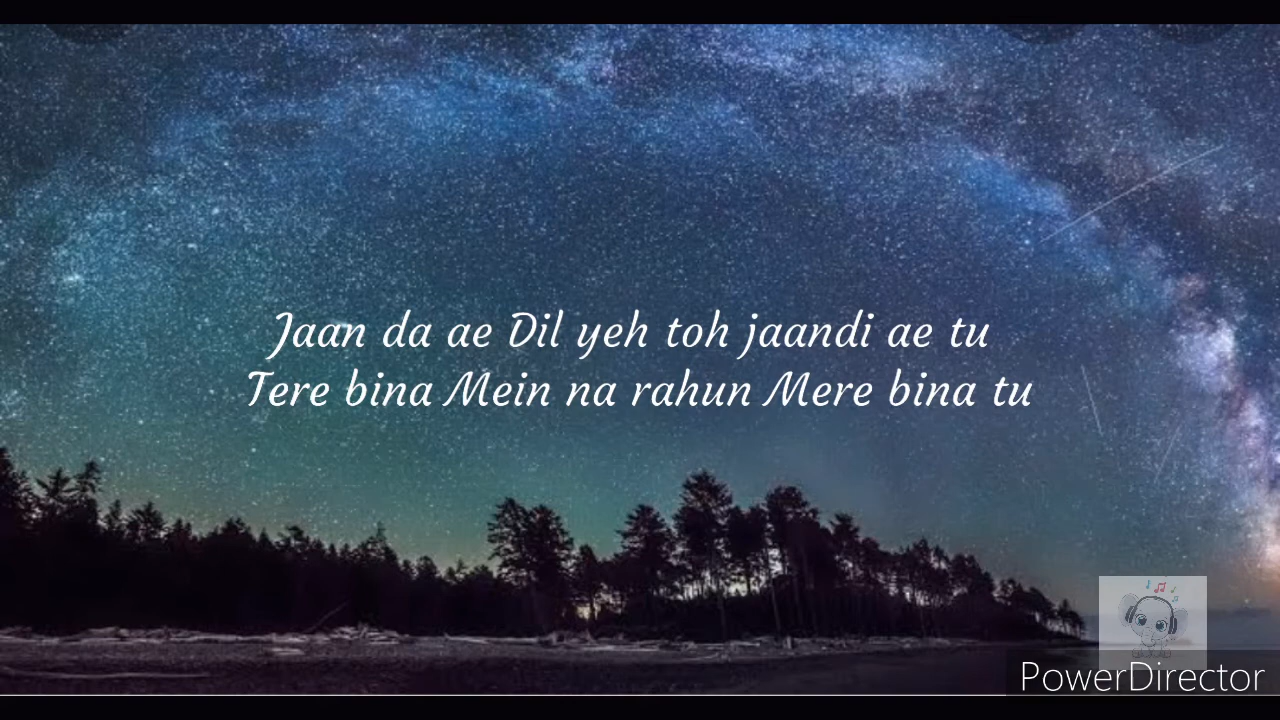 Jaan da ae Dil yeh toh jaandi ae tu
Tere bina Mein na rahun Mere bina tu
PowerDirector